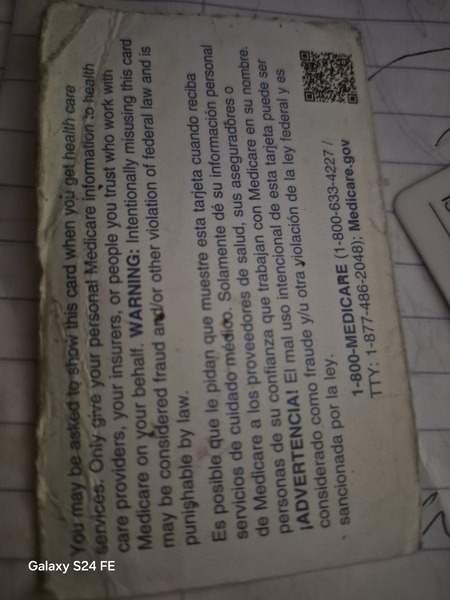 You may be asked to show this card when you get health care
services. Only give your personal Medicare information to health
care providers, your insurers, or people you trust who work with
Medicare on your behalf. WARNING: Intentionally misusing this card
may be considered fraud and/or other violation of federal law and is
punishable by law.
Es posible que le pidan que muestre esta tarjeta cuando reciba
servicios de cuidado médico. Solamente dé su información personal
de Medicare a los proveedores de salud, sus aseguradores o
personas de su confianza que trabajan con Medicare en su nombre.
¡ADVERTENCIA! El mal uso intencional de esta tarjeta puede ser
considerado como fraude y/u otra violación de la ley federal y es
sancionada por la ley.
1-800-MEDICARE (1-800-633-4227 /
TTY: 1-877-486-2048); Medicare.gov
Galaxy S24 FE